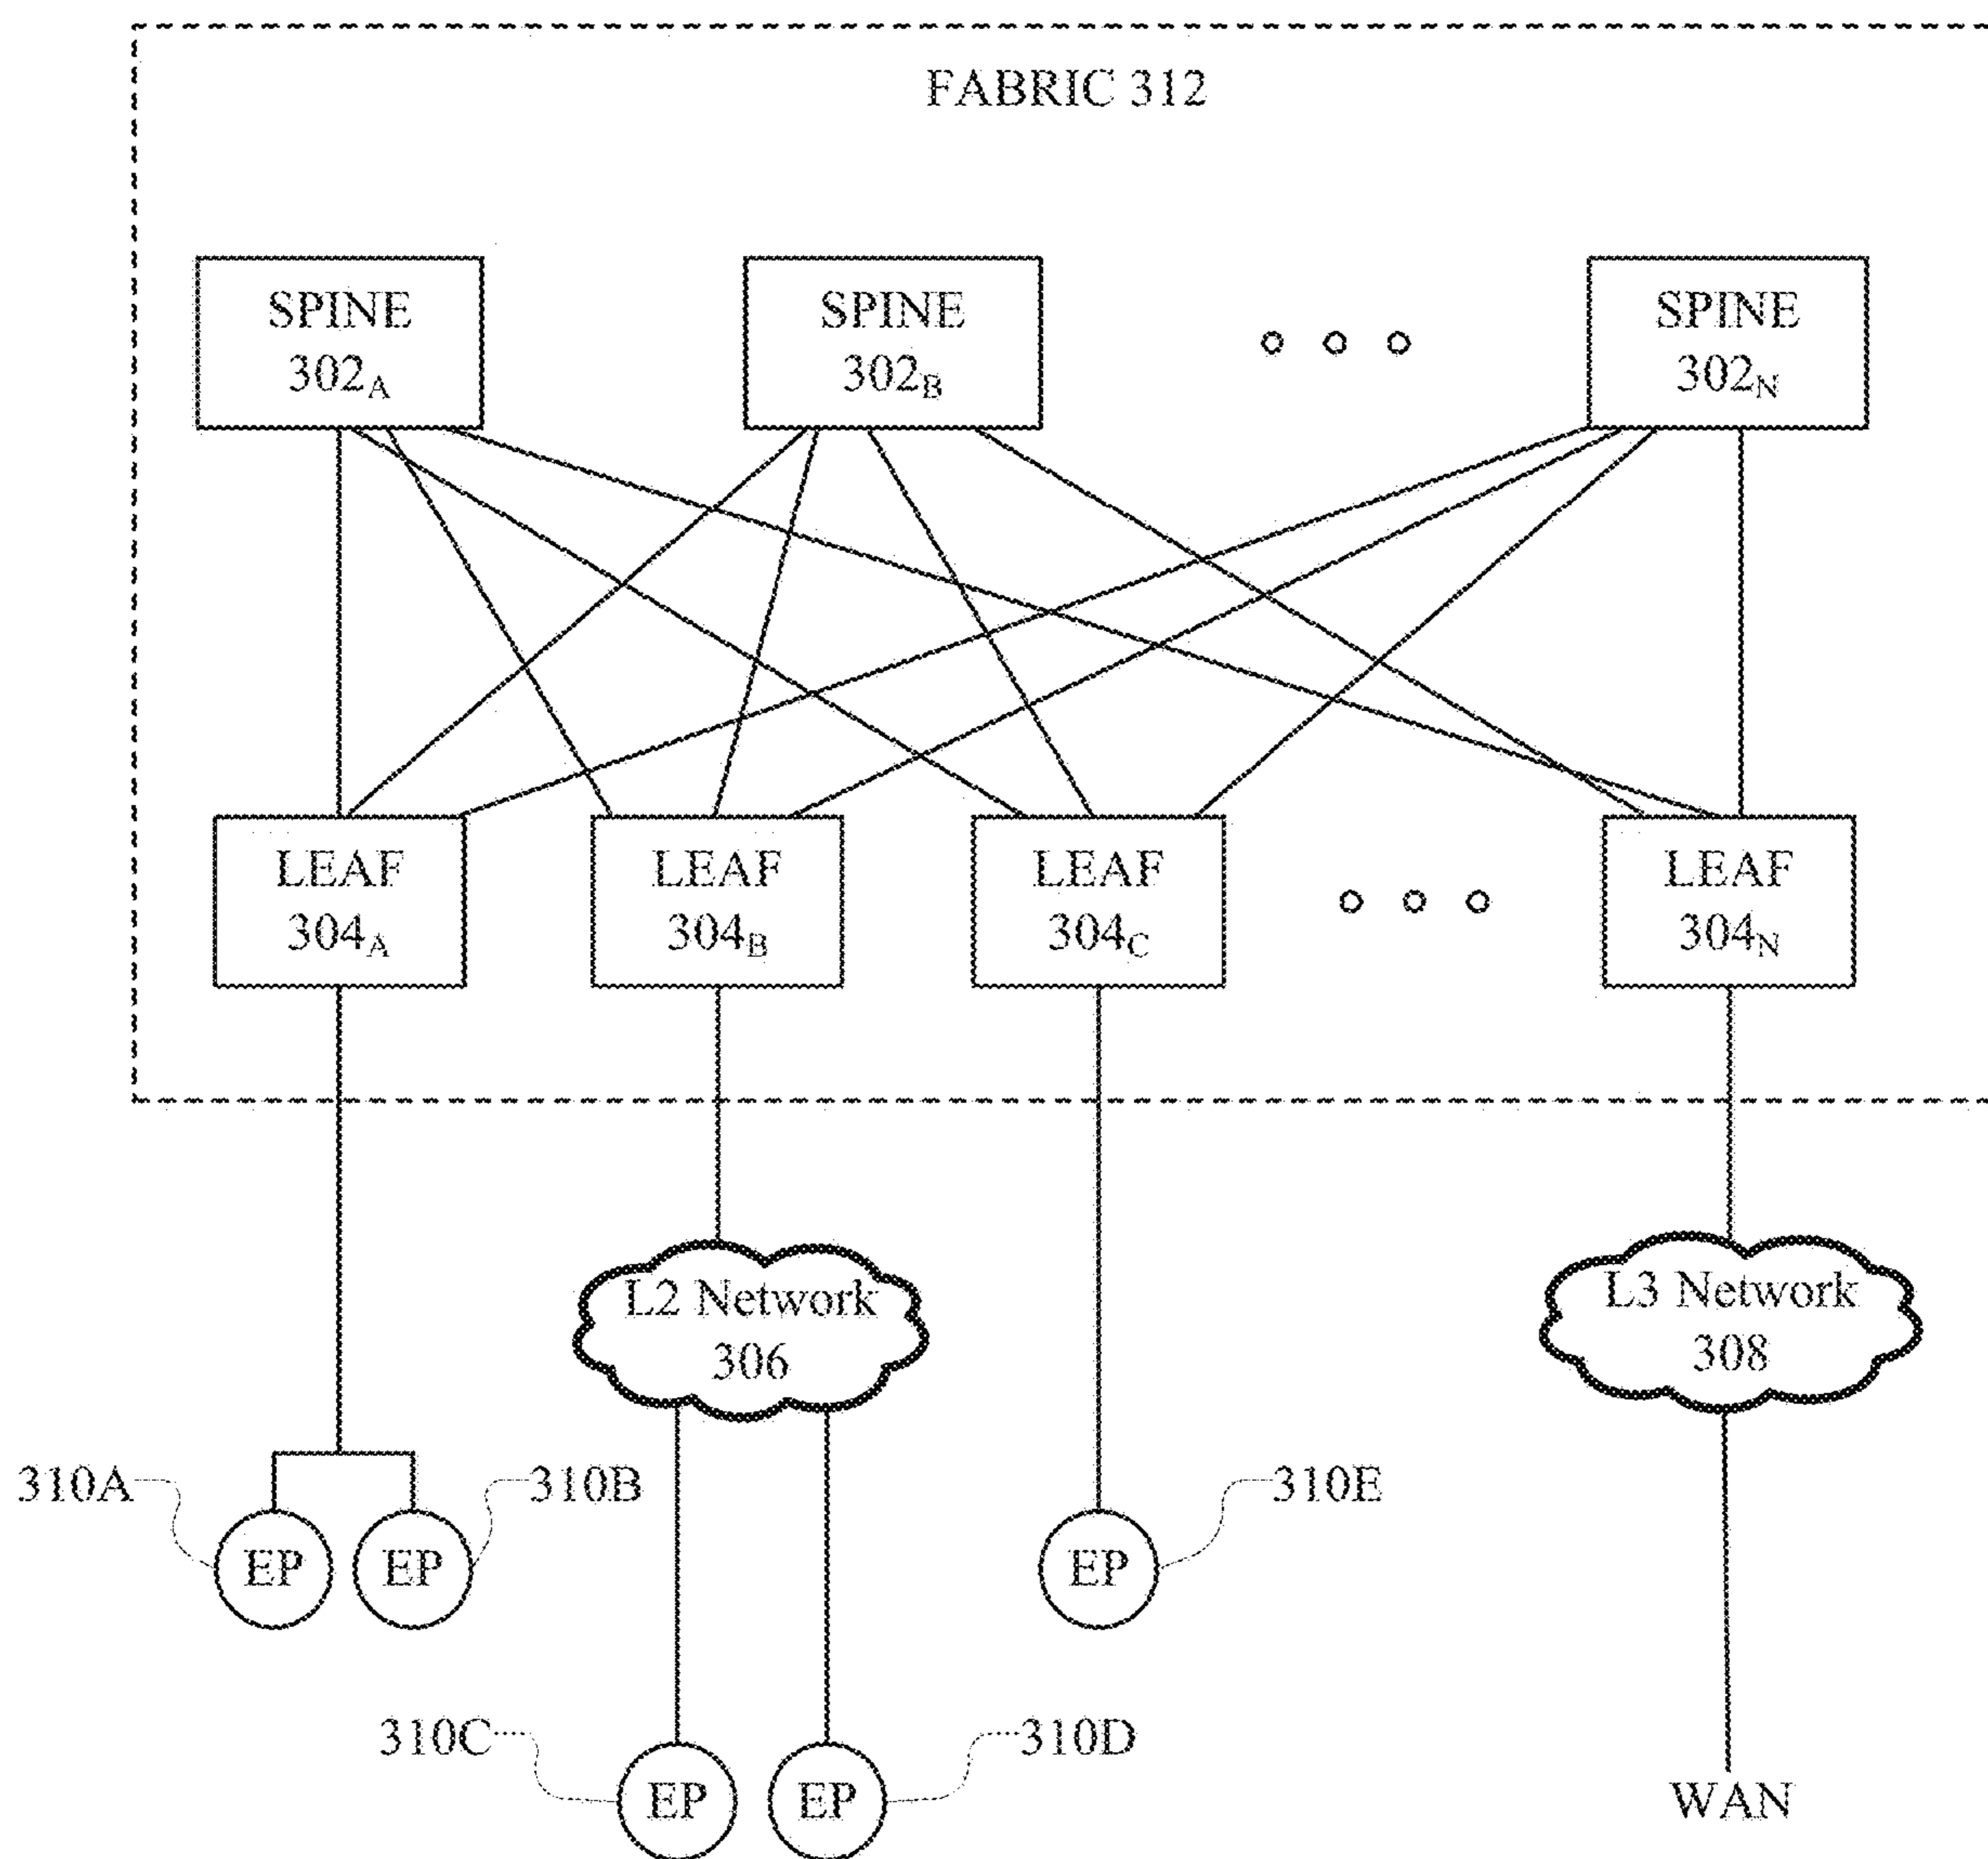 FABRIC 312
SPINE
302A
SPINE
302B
SPINE
302N
LEAF
304A
LEAF
304B
LEAF
304C
LEAF
304N
L2 Network
306
L3 Network
308
310A
310B
310E
EP
EP
EP
310C
310D
EP
EP
WAN